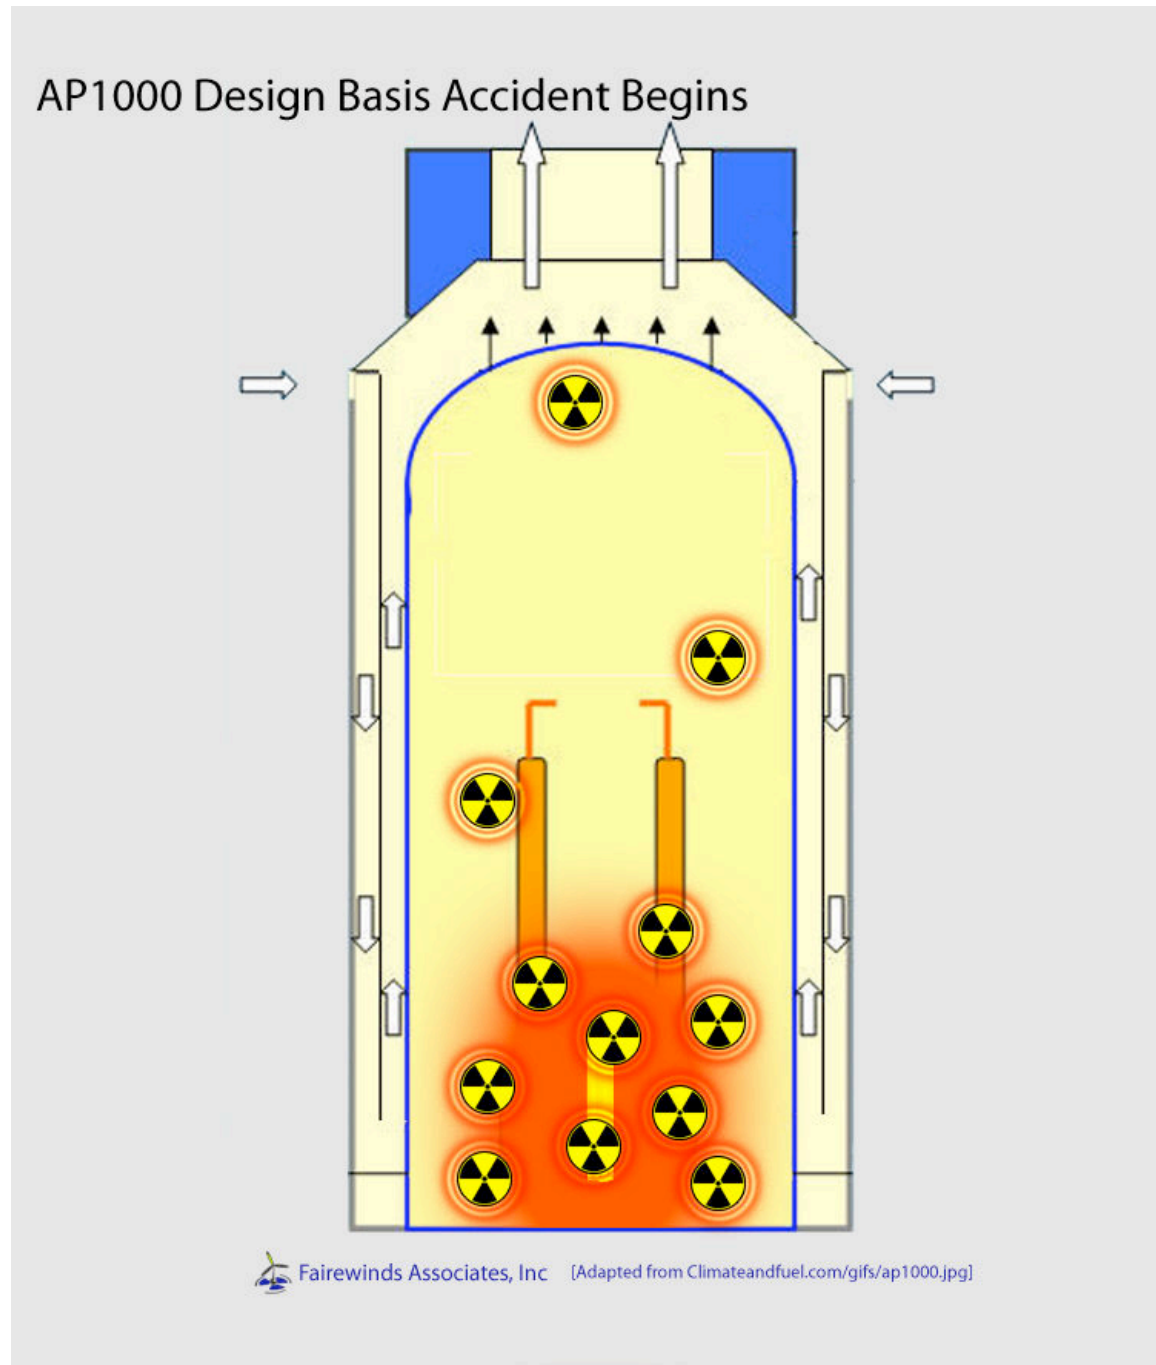 AP1000 Design Basis Accident Begins
Fairewinds Associates, Inc [Adapted from Climateandfuel.com/gifs/ap1000.jpg]